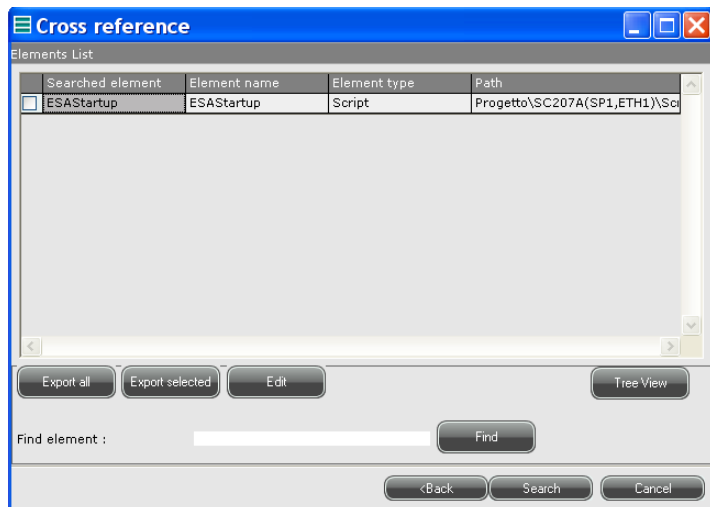 Cross reference
Elements List
Searched element Element name Element type Path
ESAStartup ESAStartup Script Progetto\SC207A(SP1,ETH1)\Scr
Export all Export selected Edit Tree View
Find element : Find
<Back Search Cancel